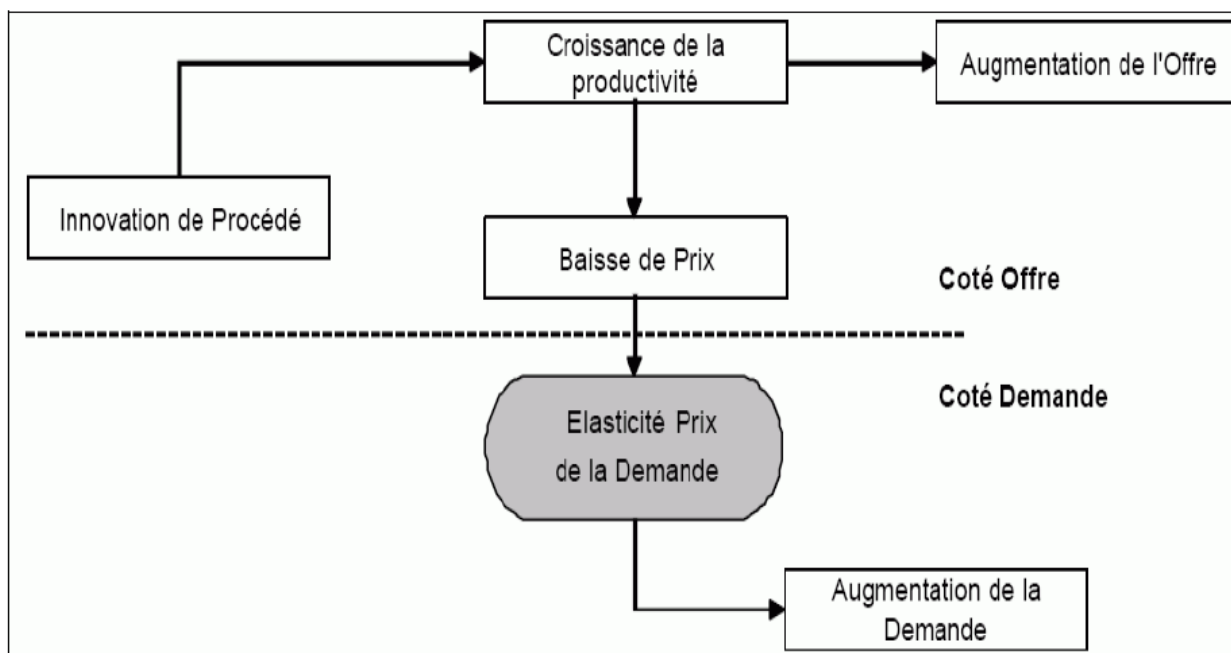 Croissance de la
productivité
Augmentation de l'Offre
Innovation de Procédé
Baisse de Prix
Coté Offre
Coté Demande
Elasticité Prix
de la Demande
Augmentation de la
Demande